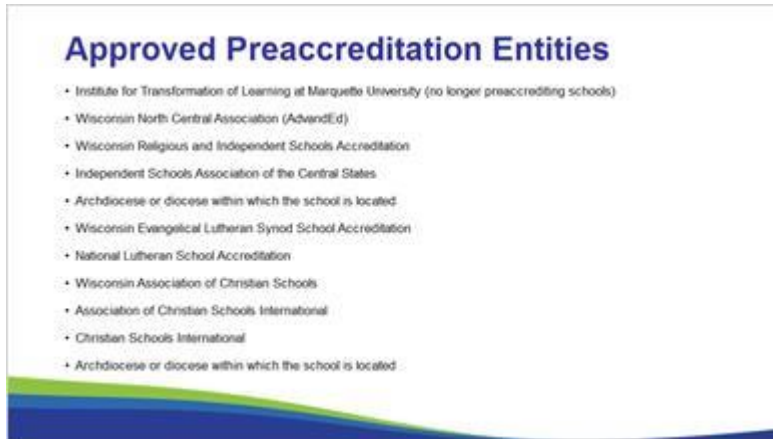 Approved Preaccreditation Entities
• Institute for Transformation of Learning at Marquette University (no longer preaccrediting schools)
• Wisconsin North Central Association (AdvandEd)
• Wisconsin Religious and Independent Schools Accreditation
• Independent Schools Association of the Central States
• Archdiocese or diocese within which the school is located
• Wisconsin Evangelical Lutheran Synod School Accreditation
• National Lutheran School Accreditation
• Wisconsin Association of Christian Schools
• Association of Christian Schools International
• Christian Schools International
• Archdiocese or diocese within which the school is located